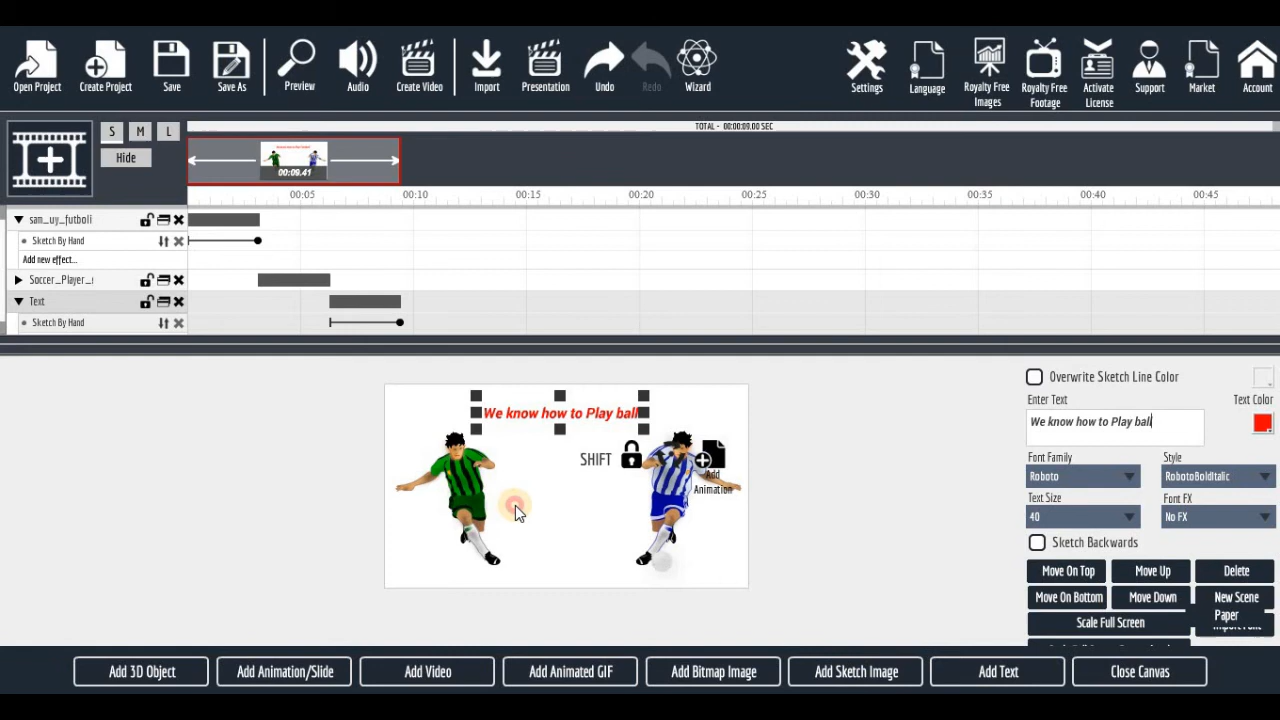 Open Project
Create Project
Save
Save As
Preview
Audio
Create Video
Import
Presentation
Undo
Redo
Wizard
Settings
Language
Royalty Free Images
Royalty Free Footage
Activate License
Support
Market
Account
TOTAL - 00:00:09.00 SEC
S M L
Hide
00:09.41
00:05 00:10 00:15 00:20 00:25 00:30 00:35 00:40 00:45
sam_uy_futboli
Sketch By Hand
Add new effect...
Soccer_Player_
Text
Sketch By Hand
We know how to Play ball
SHIFT
Add Animation
Overwrite Sketch Line Color
Enter Text
Text Color
We know how to Play ball
Font Family
Style
Roboto
RobotoBoldItalic
Text Size
Font FX
40
No FX
Sketch Backwards
Move On Top
Move Up
Delete
Move On Bottom
Move Down
New Scene
Paper
Scale Full Screen
Add 3D Object
Add Animation/Slide
Add Video
Add Animated GIF
Add Bitmap Image
Add Sketch Image
Add Text
Close Canvas